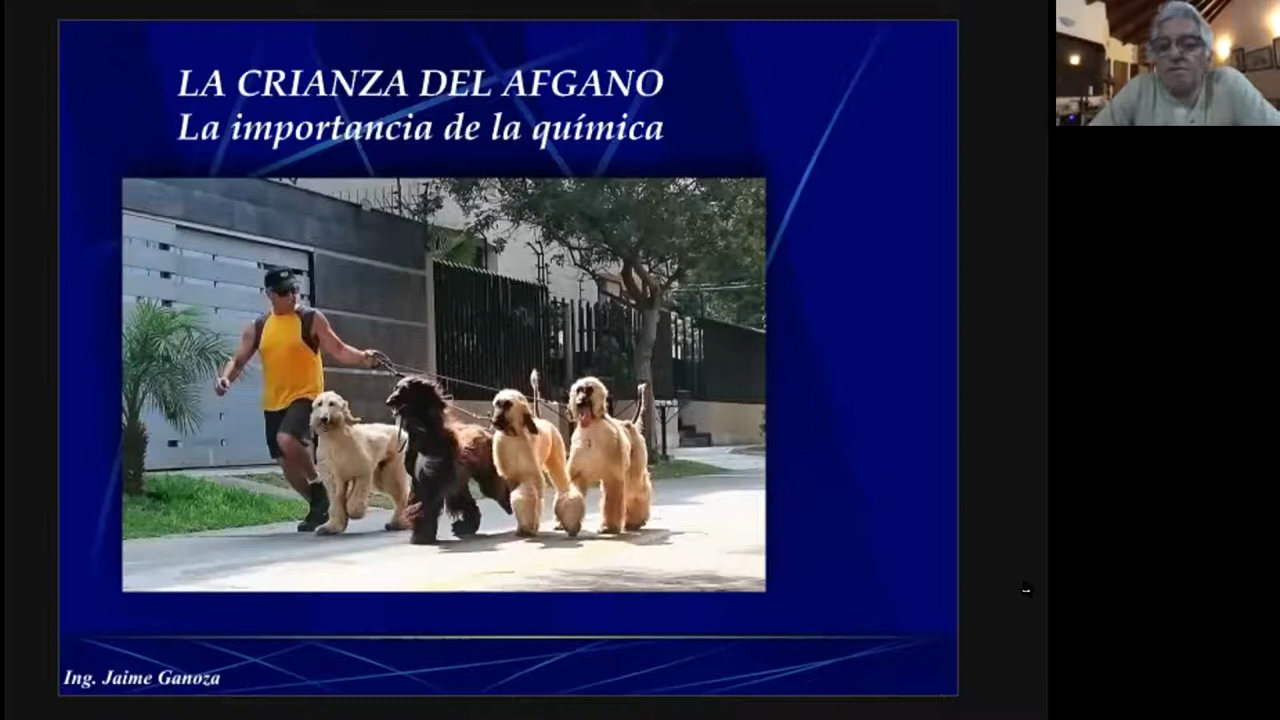 LA CRIANZA DEL AFGANO
La importancia de la química
Ing. Jaime Ganoza